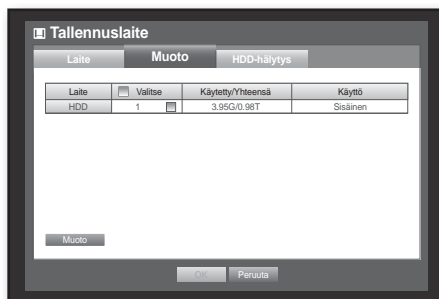 Tallennuslaite
Laite Muoto HDD-hälytys
Laite Valitse Käytetty/Yhteensä Käyttö
HDD 1 3.95G/0.98T Sisäinen
Muoto
OK Peruuta